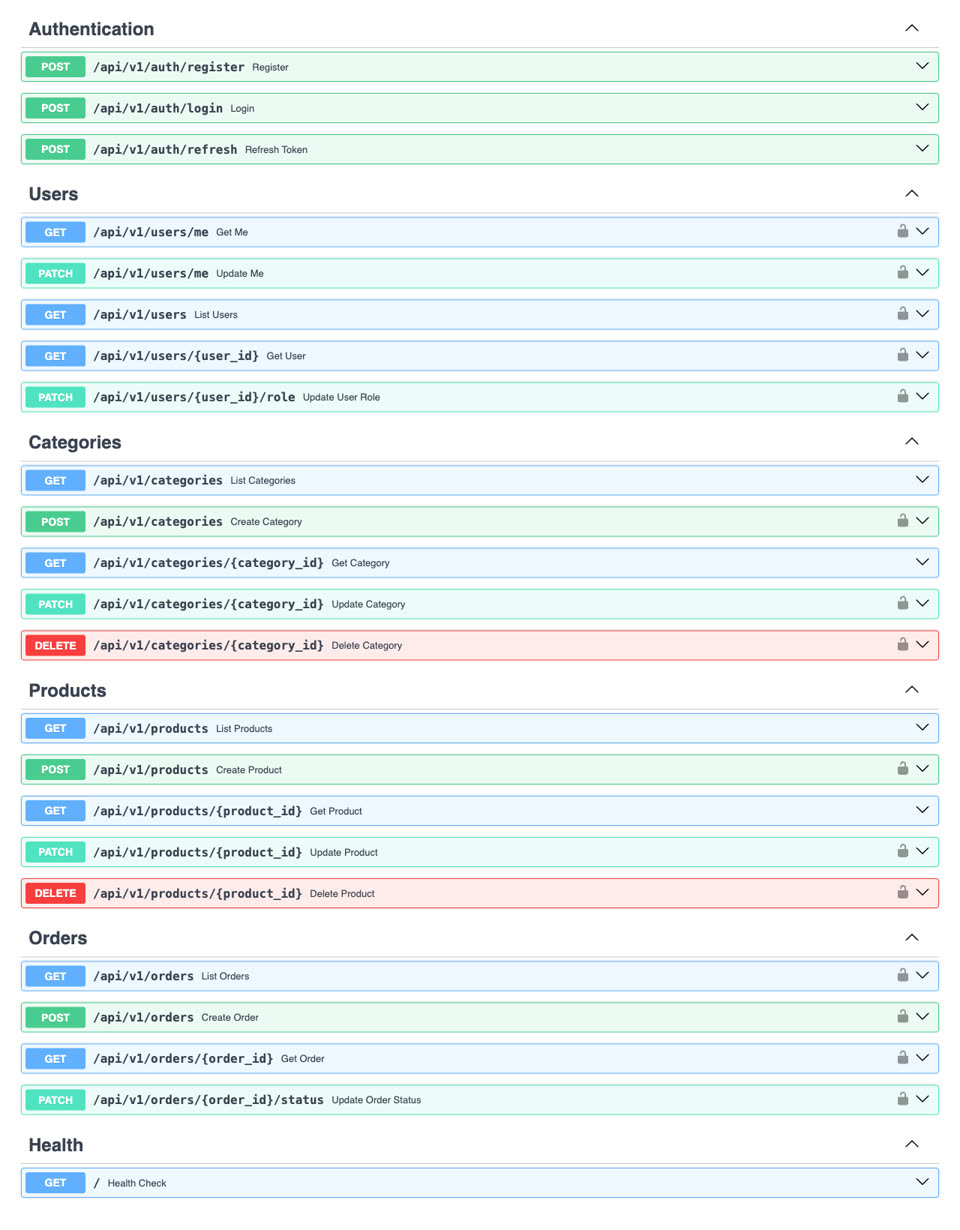 Authentication
POST /api/v1/auth/register Register
POST /api/v1/auth/login Login
POST /api/v1/auth/refresh Refresh Token
Users
GET /api/v1/users/me Get Me
PATCH /api/v1/users/me Update Me
GET /api/v1/users List Users
GET /api/v1/users/{user_id} Get User
PATCH /api/v1/users/{user_id}/role Update User Role
Categories
GET /api/v1/categories List Categories
POST /api/v1/categories Create Category
GET /api/v1/categories/{category_id} Get Category
PATCH /api/v1/categories/{category_id} Update Category
DELETE /api/v1/categories/{category_id} Delete Category
Products
GET /api/v1/products List Products
POST /api/v1/products Create Product
GET /api/v1/products/{product_id} Get Product
PATCH /api/v1/products/{product_id} Update Product
DELETE /api/v1/products/{product_id} Delete Product
Orders
GET /api/v1/orders List Orders
POST /api/v1/orders Create Order
GET /api/v1/orders/{order_id} Get Order
PATCH /api/v1/orders/{order_id}/status Update Order Status
Health
GET / Health Check